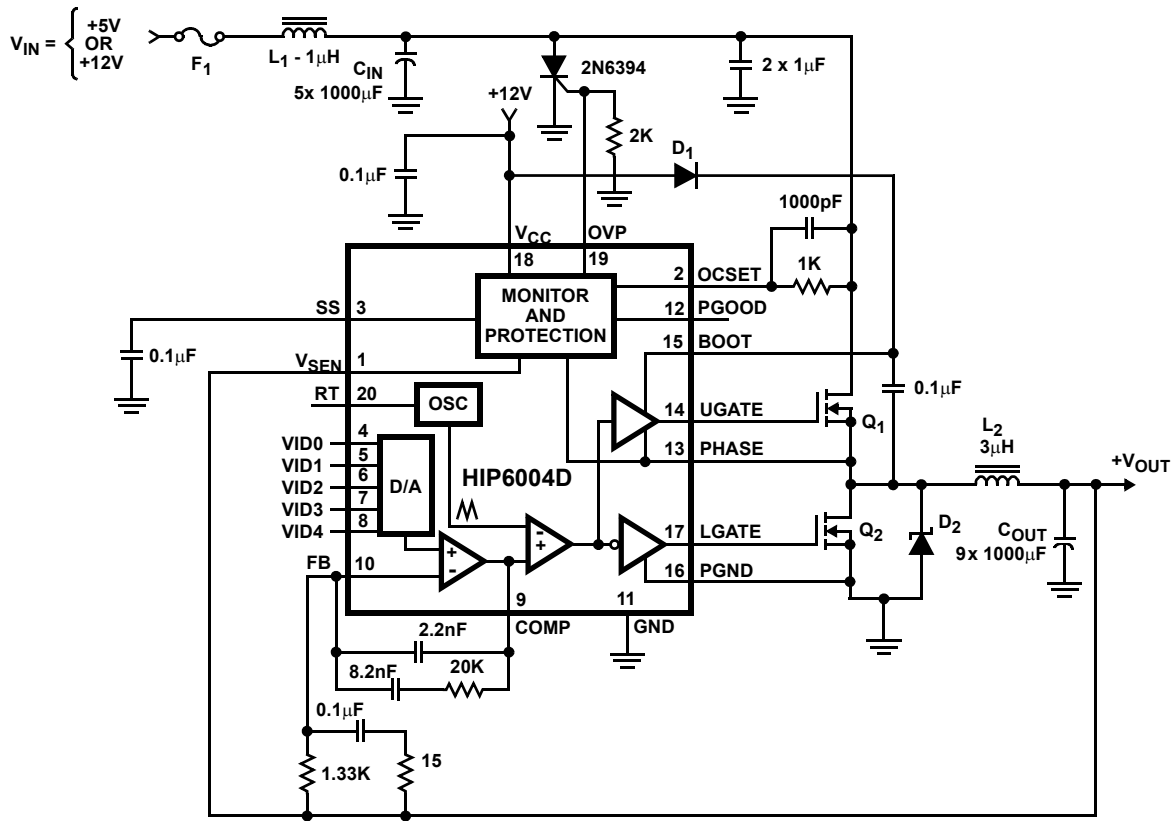 V_IN = { +5V
OR
+12V
F1
L1 - 1µH
C_IN
5x 1000µF
2N6394
2 x 1µF
+12V
2K
D1
0.1µF
1000pF
V_CC
OVP
18
19
2
OCSET
1K
MONITOR
AND
PROTECTION
SS
3
12
PGOOD
0.1µF
15
BOOT
V_SEN
1
0.1µF
RT
20
OSC
14
UGATE
Q1
L2
3µH
VID0
4
13
PHASE
+V_OUT
VID1
5
D/A
HIP6004D
VID2
6
VID3
7
VID4
8
17
LGATE
Q2
D2
C_OUT
9x 1000µF
+
-
-
+
FB
10
16
PGND
9
11
COMP
GND
2.2nF
8.2nF
20K
0.1µF
1.33K
15